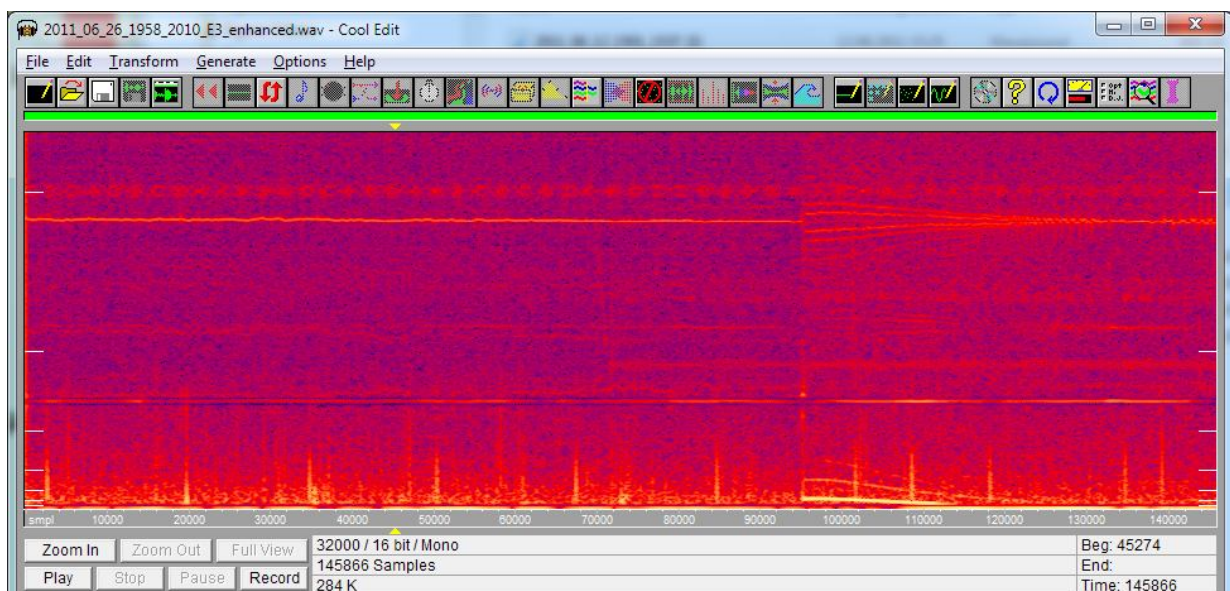 2011_06_26_1958_2010_E3_enhanced.wav - Cool Edit
File Edit Transform Generate Options Help
smpl 10000 20000 30000 40000 50000 60000 70000 80000 90000 100000 110000 120000 130000 140000
Zoom In Zoom Out Full View 32000 / 16 bit / Mono Beg: 45274
145866 Samples End:
Play Stop Pause Record 284 K Time: 145866